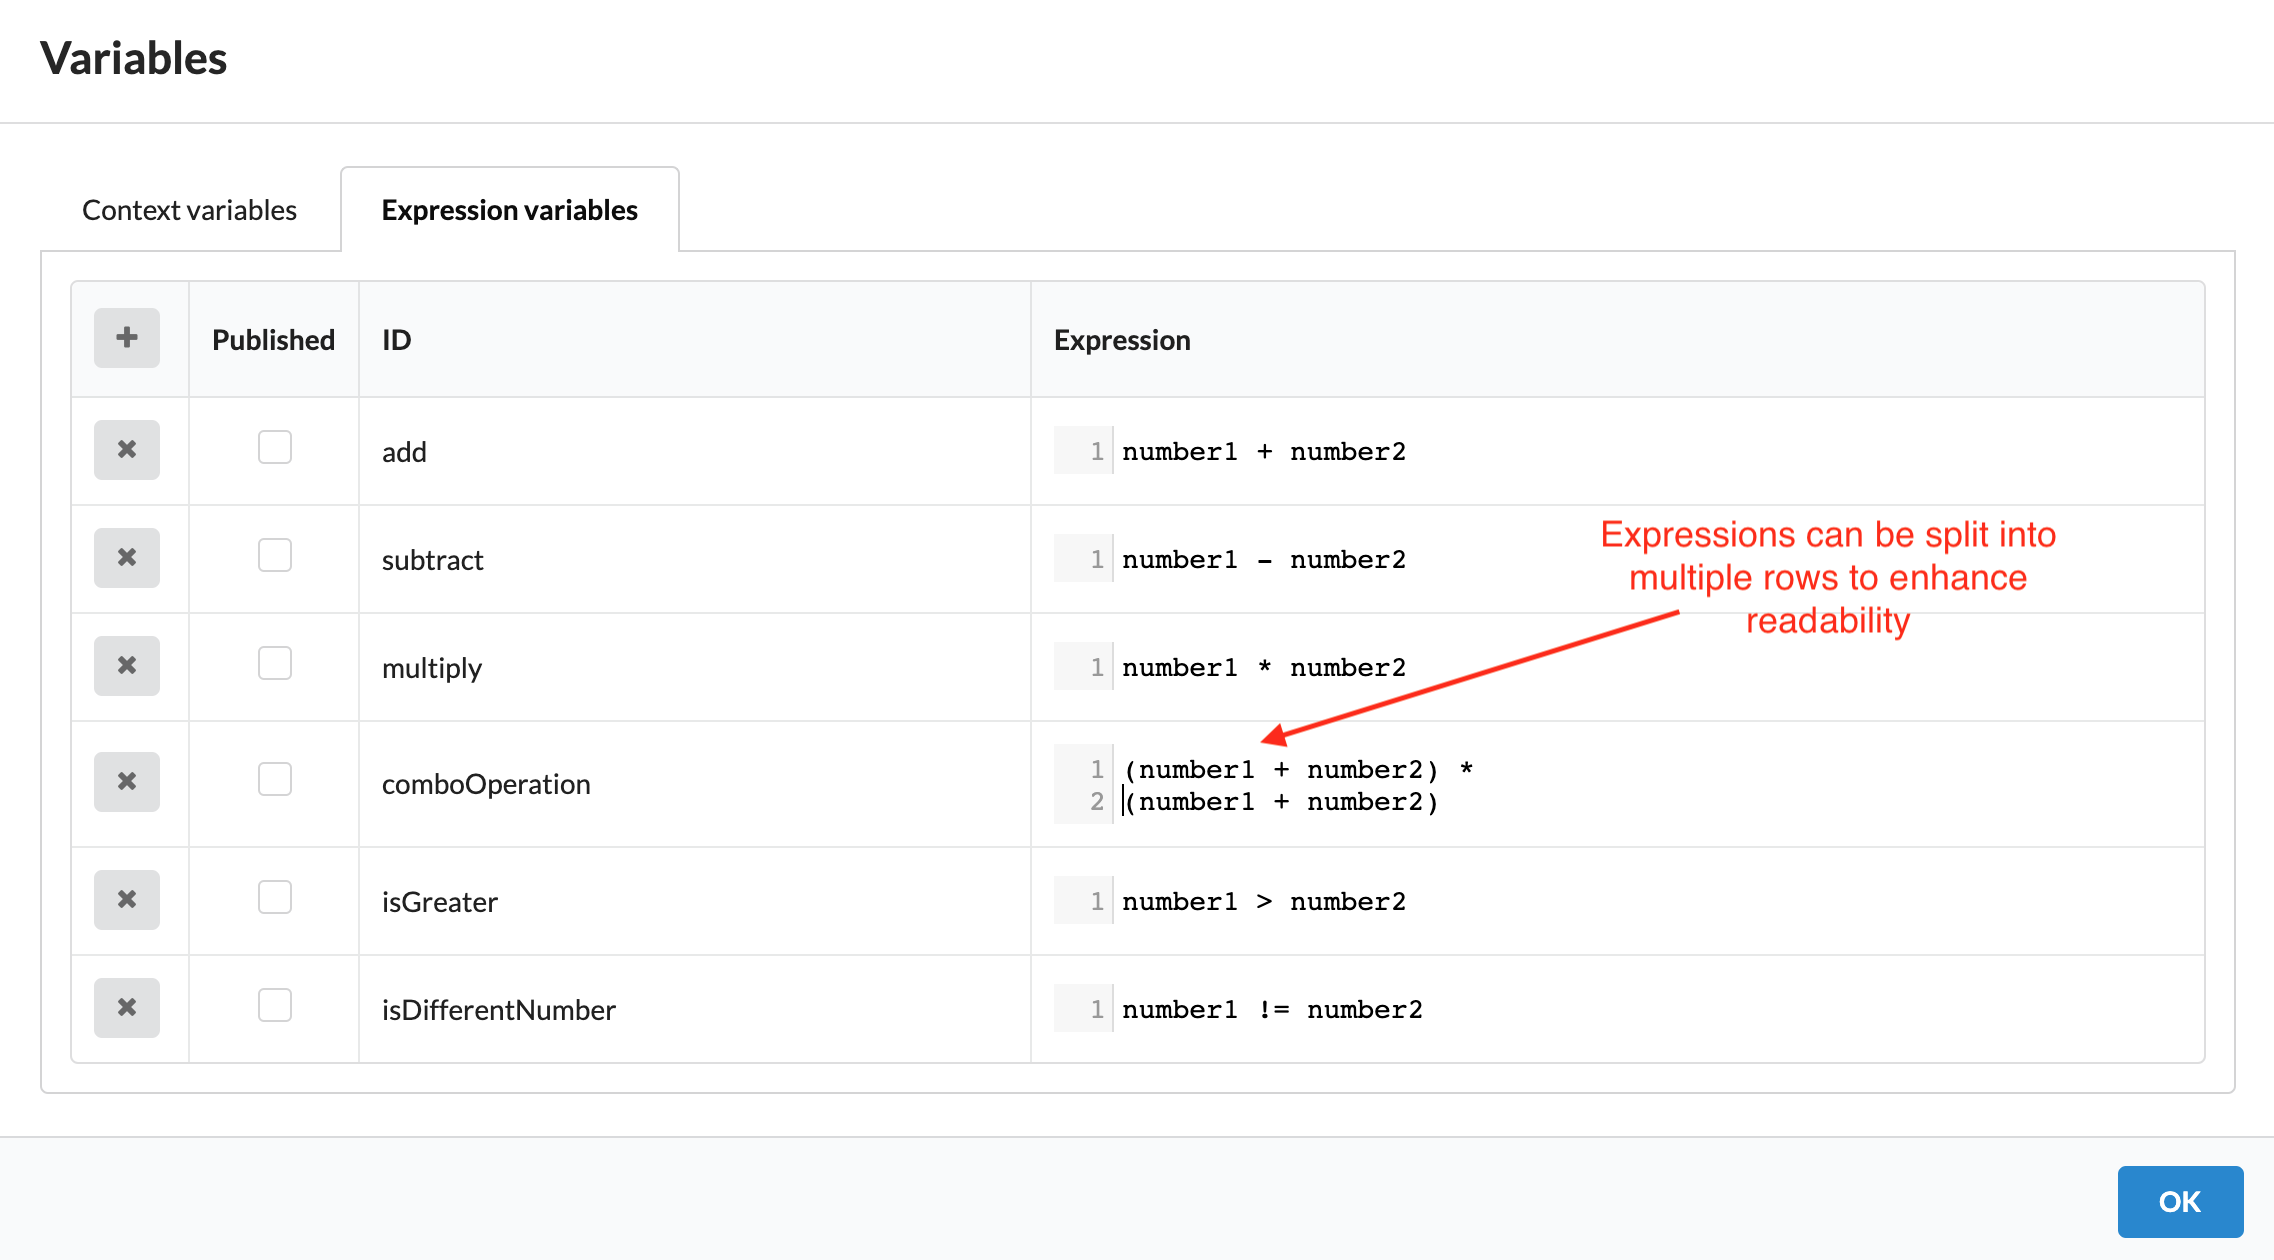 Variables
Context variables
Expression variables
Published
ID
Expression
add
1 number1 + number2
subtract
1 number1 - number2
Expressions can be split into
multiple rows to enhance
readability
multiply
1 number1 * number2
comboOperation
1 (number1 + number2) *
2 (number1 + number2)
isGreater
1 number1 > number2
isDifferentNumber
1 number1 != number2
OK